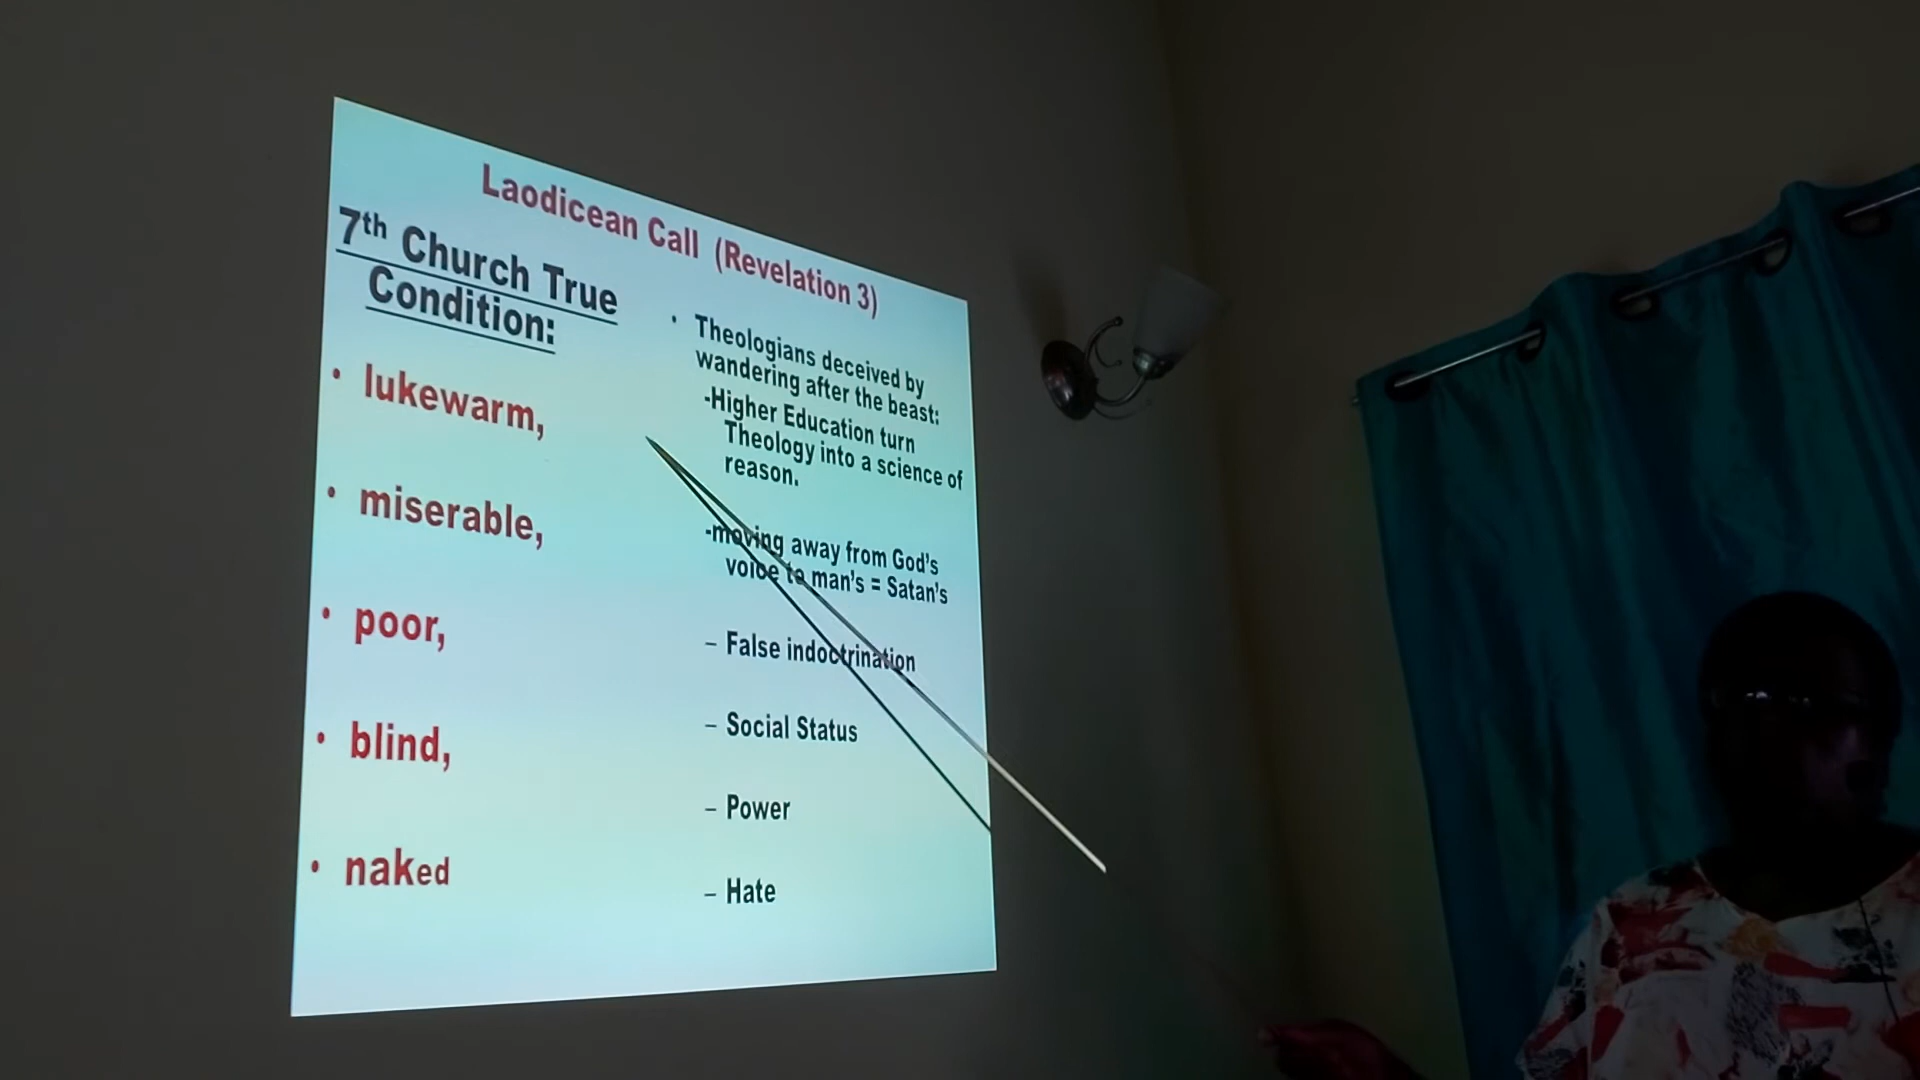 Laodicean Call (Revelation 3)
7th Church True
Condition:
• lukewarm,
• miserable,
• poor,
• blind,
• naked
• Theologians deceived by
wandering after the beast:
-Higher Education turn
Theology into a science of
reason.
-moving away from God's
voice to man's = Satan's
– False indoctrination
– Social Status
– Power
– Hate